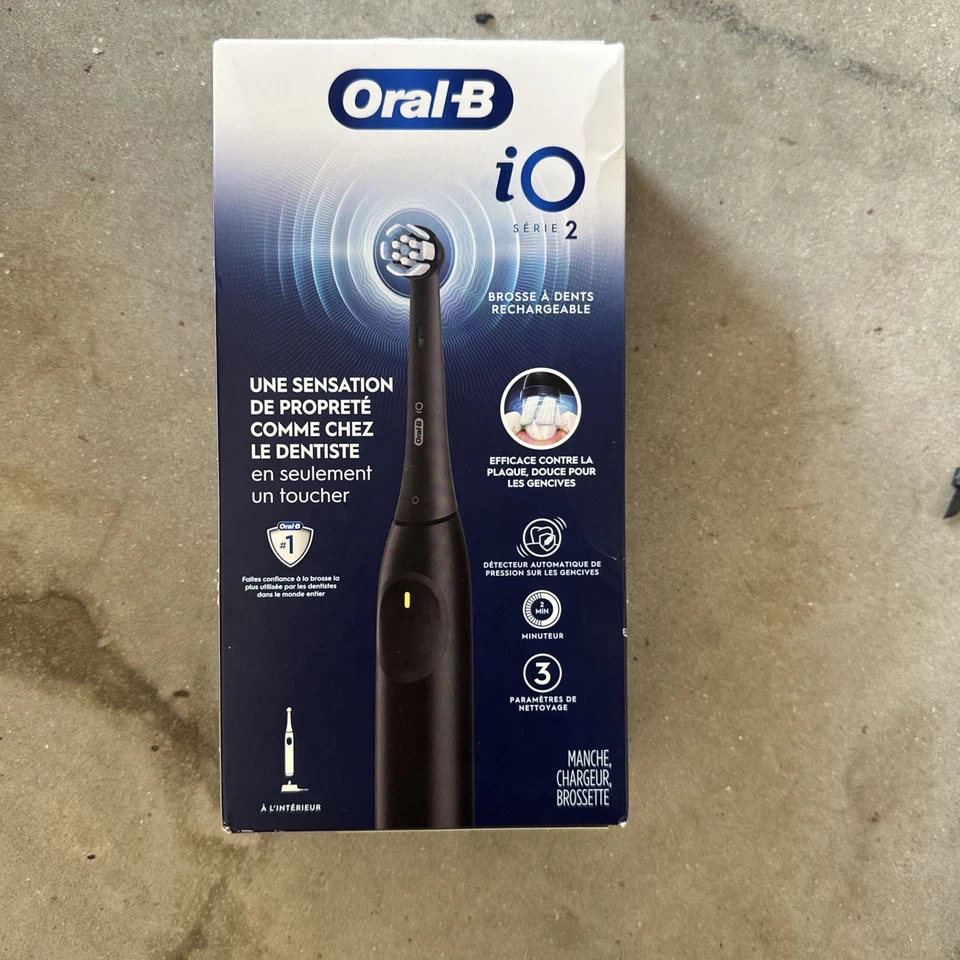 Oral-B
iO
SÉRIE 2
BROSSE À DENTS
RECHARGEABLE
UNE SENSATION
DE PROPRETÉ
COMME CHEZ
LE DENTISTE
en seulement
un toucher
Oral-B
#1
Faites confiance à la brosse la
plus utilisée par les dentistes
dans le monde entier
Oral-B iO
EFFICACE CONTRE LA
PLAQUE, DOUCE POUR
LES GENCIVES
DÉTECTEUR AUTOMATIQUE DE
PRESSION SUR LES GENCIVES
2
MIN
MINUTEUR
3
PARAMÈTRES DE
NETTOYAGE
À L'INTÉRIEUR
MANCHE,
CHARGEUR,
BROSSETTE